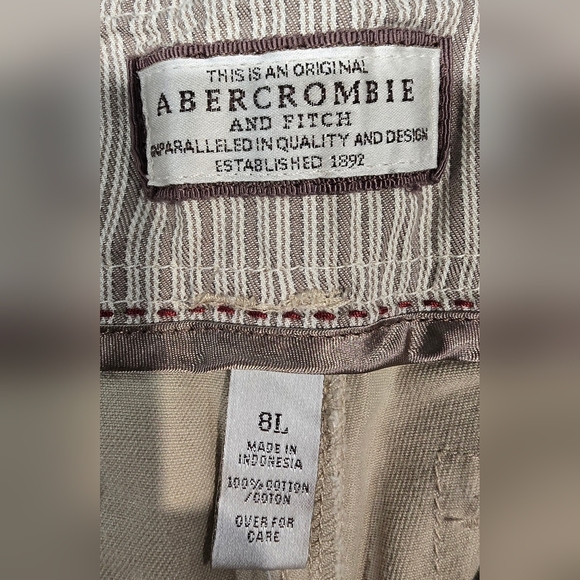 THIS IS AN ORIGINAL
ABERCROMBIE
AND FITCH
UNPARALLELED IN QUALITY AND DESIGN
ESTABLISHED 1892
8L
MADE IN
INDONESIA
100% COTTON
/COTON
OVER FOR
CARE